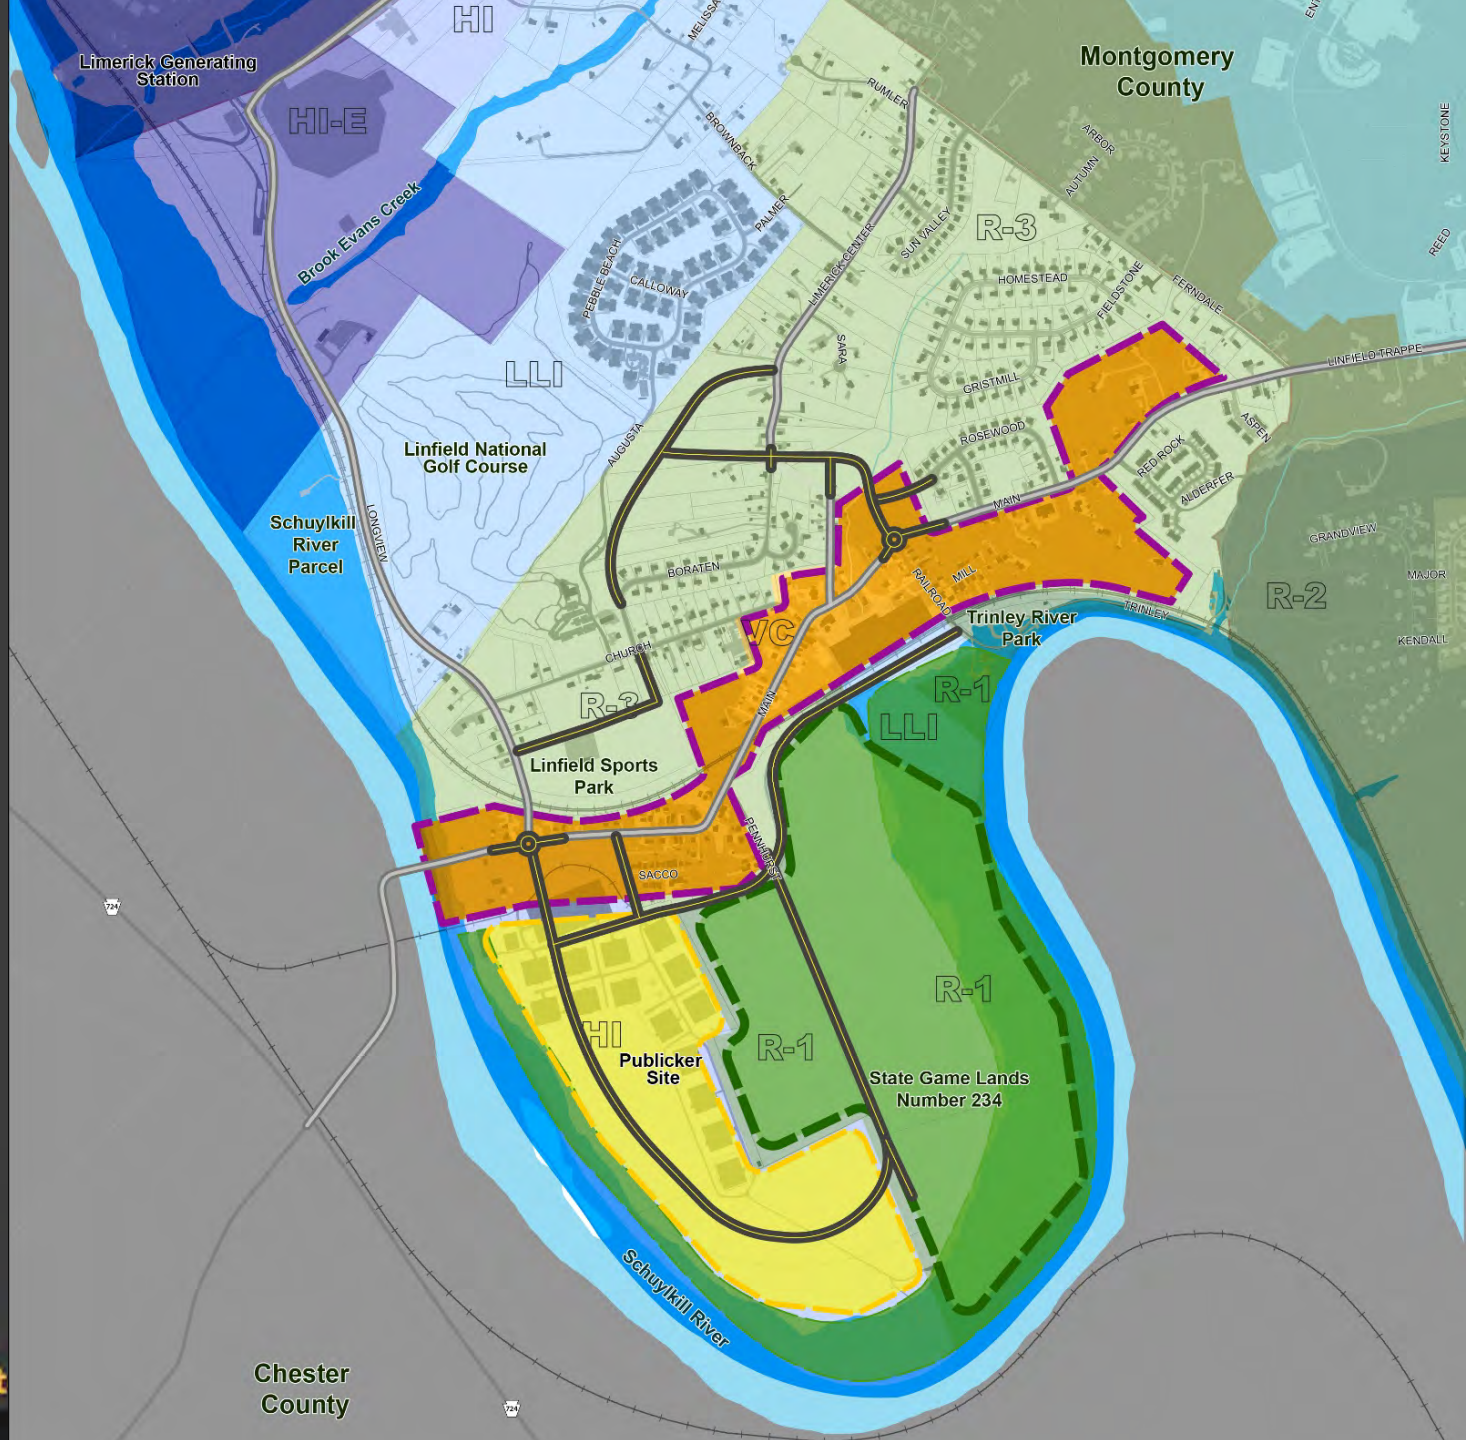 HI
MELISSA
Montgomery
County
Limerick Generating
Station
RUMLER
HI-E
BROWNBACK
ARBOR
KEYSTONE
AUTUMN
Brook Evans Creek
PALMER
R-3
SUN VALLEY
REED
LIMERICK CENTER
PEBBLE BEACH
CALLOWAY
HOMESTEAD
FIELDSTONE
FERNDALE
SARA
LINFIELD TRAPPE
LLI
GRISTMILL
Linfield National
Golf Course
AUGUSTA
ROSEWOOD
ASPEN
RED ROCK
ALDERFER
MAIN
LONGVIEW
Schuylkill
River
Parcel
GRANDVIEW
BORATEN
RAILROAD
MILL
MAJOR
R-2
TRINLEY
Trinley River
Park
VC
KENDALL
CHURCH
R-3
MAIN
R-1
LLI
Linfield Sports
Park
PENNHURST
SACCO
724
R-1
HI
R-1
Publicker
Site
State Game Lands
Number 234
Schuylkill River
Chester
County
724